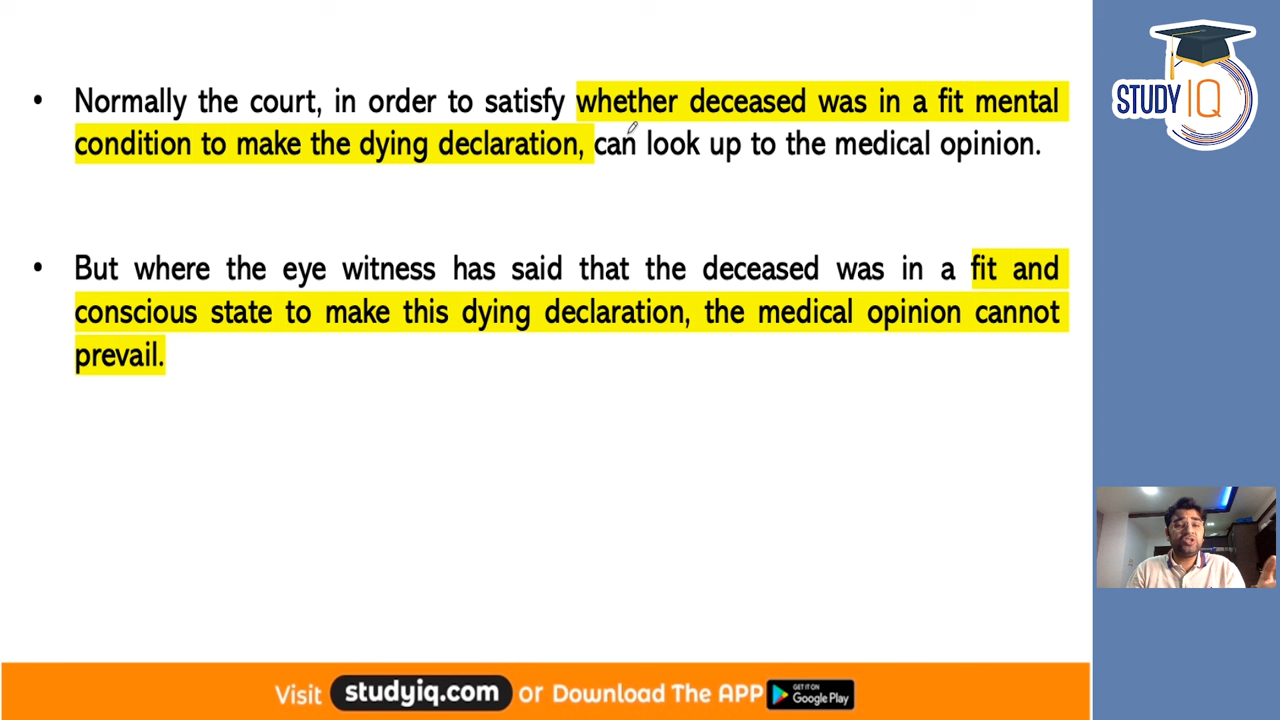 • Normally the court, in order to satisfy whether deceased was in a fit mental
condition to make the dying declaration, can look up to the medical opinion.
• But where the eye witness has said that the deceased was in a fit and
conscious state to make this dying declaration, the medical opinion cannot
prevail.
STUDY IQ
Visit studyiq.com or Download The APP GET IT ON
Google Play